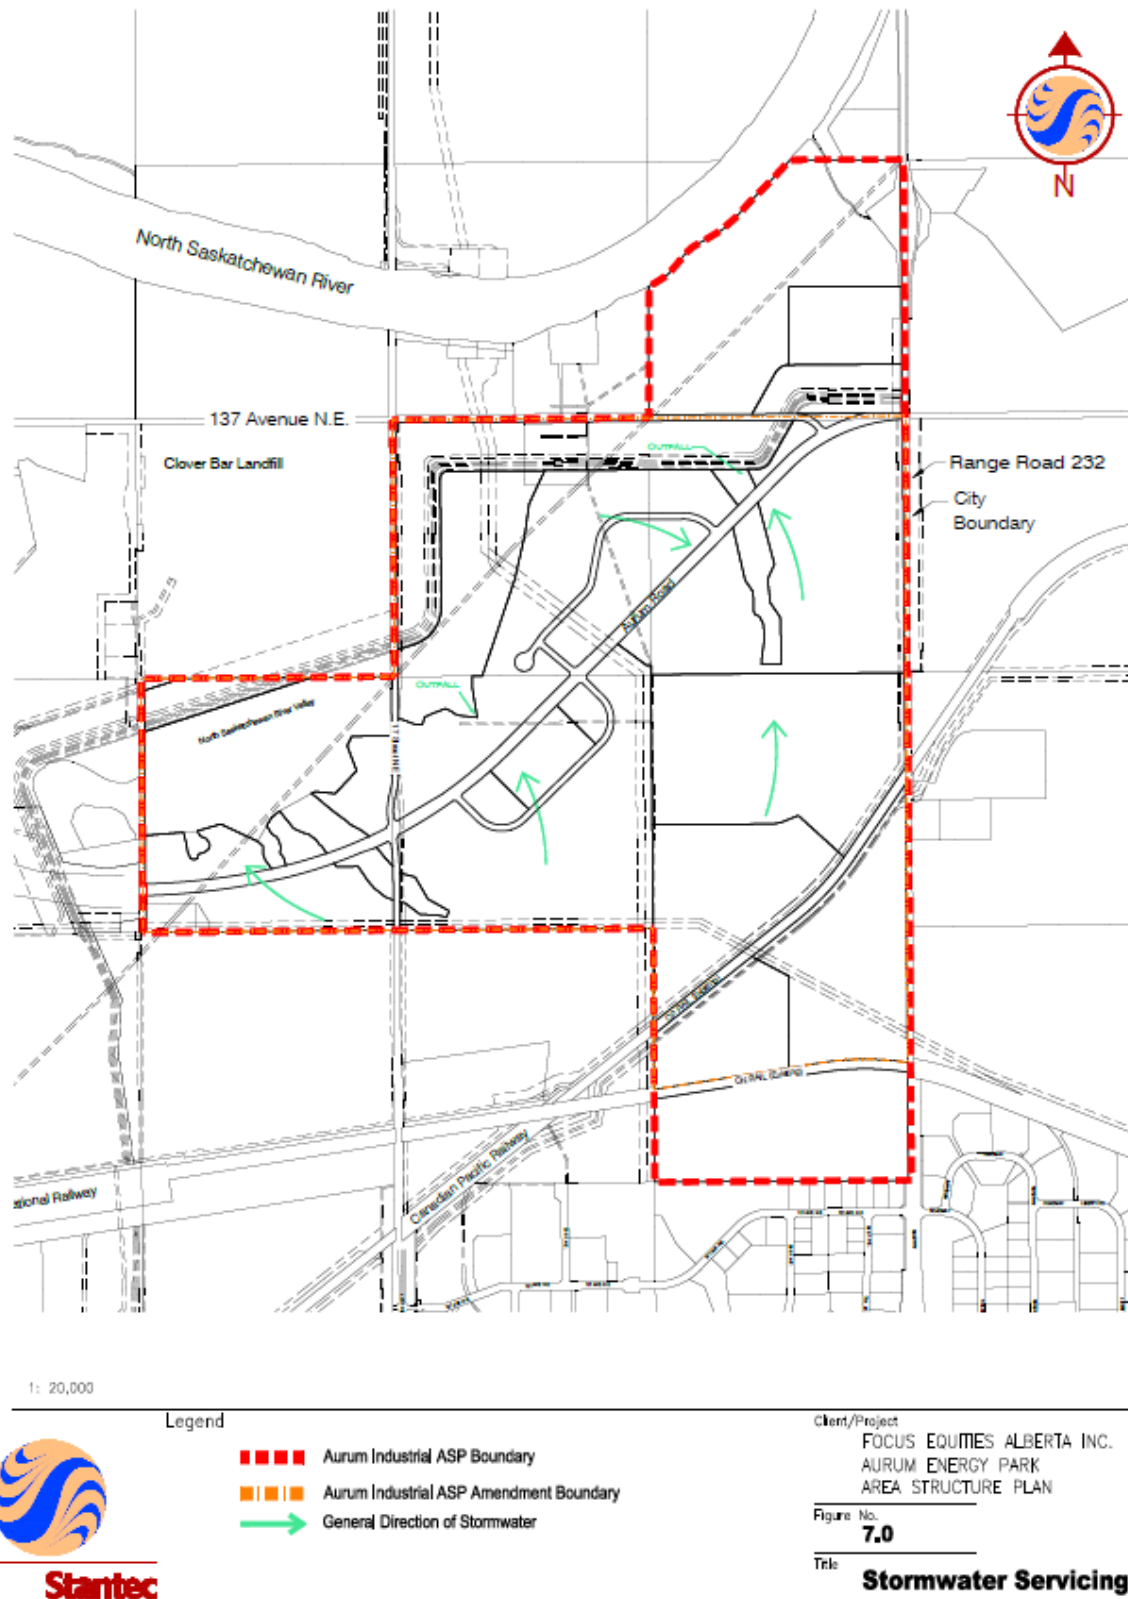 N
North Saskatchewan River
137 Avenue N.E.
Clover Bar Landfill
OUTFALL
Range Road 232
City
Boundary
Aurum Road
OUTFALL
North Saskatchewan River Valley
CN RAIL
Canadian Pacific Railway
ational Railway
1: 20,000
Legend
Aurum Industrial ASP Boundary
Aurum Industrial ASP Amendment Boundary
General Direction of Stormwater
Stantec
Client/Project
FOCUS EQUITIES ALBERTA INC.
AURUM ENERGY PARK
AREA STRUCTURE PLAN
Figure No.
7.0
Title
Stormwater Servicing